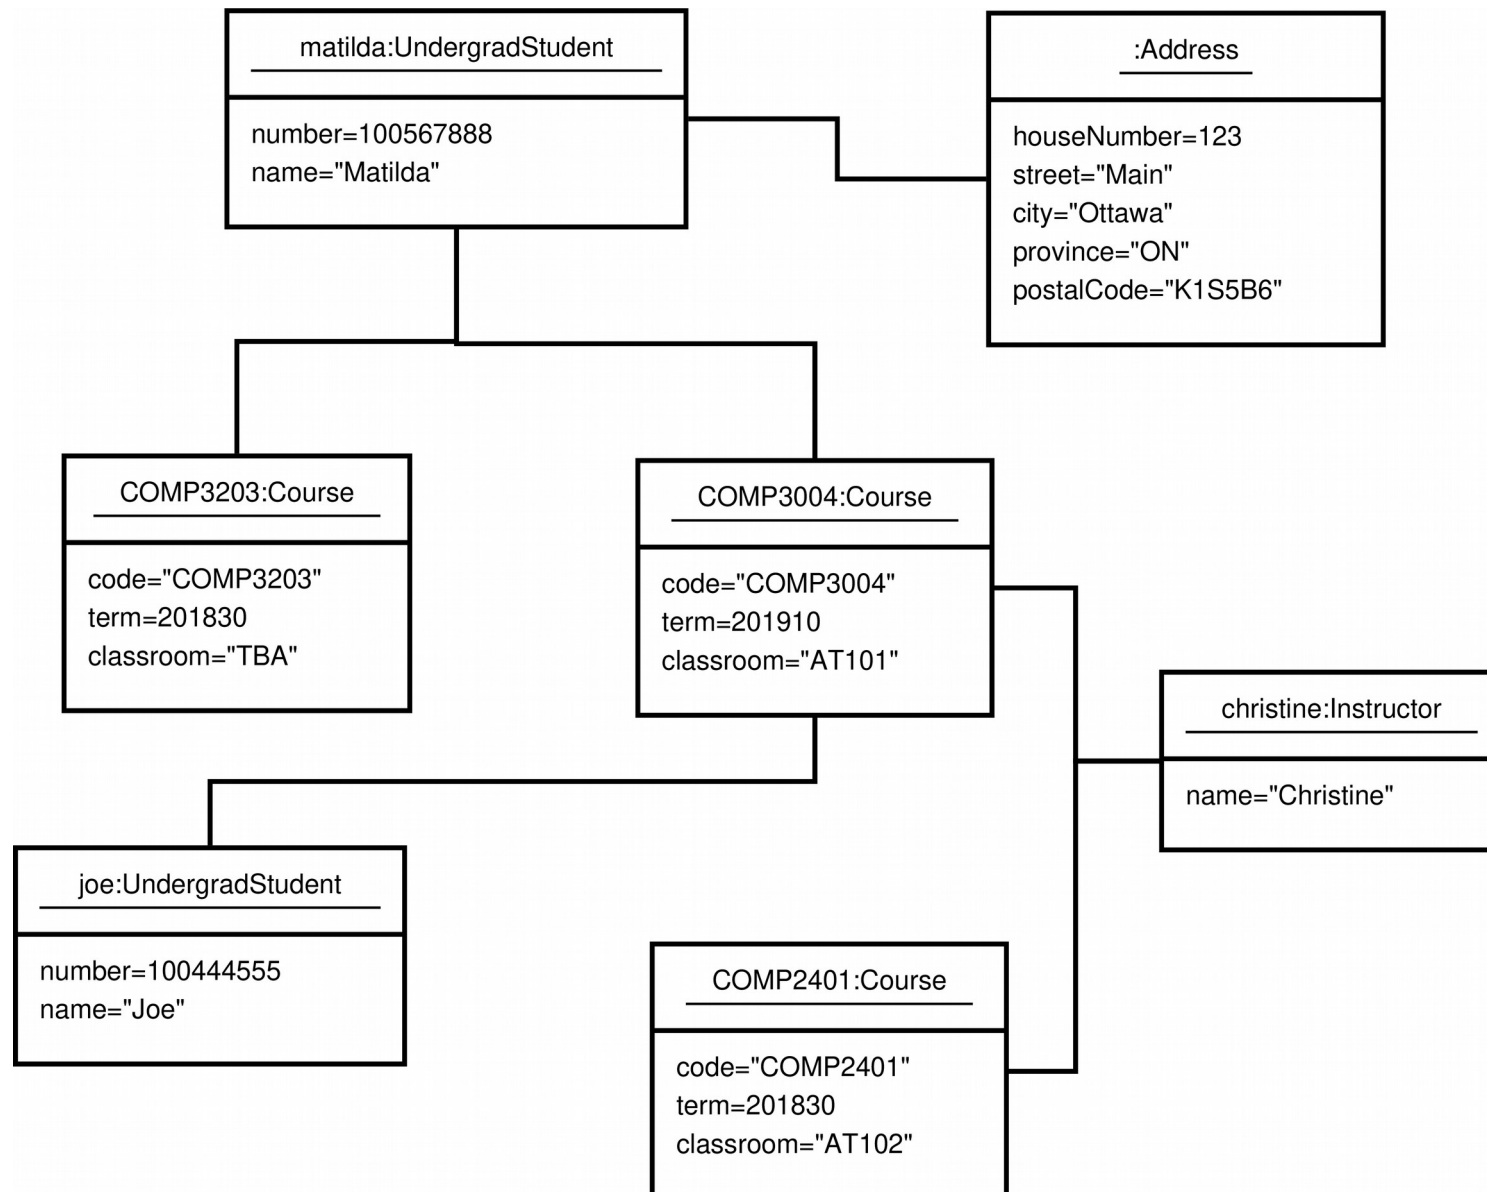 matilda:UndergradStudent
number=100567888
name="Matilda"
:Address
houseNumber=123
street="Main"
city="Ottawa"
province="ON"
postalCode="K1S5B6"
COMP3203:Course
code="COMP3203"
term=201830
classroom="TBA"
COMP3004:Course
code="COMP3004"
term=201910
classroom="AT101"
christine:Instructor
name="Christine"
joe:UndergradStudent
number=100444555
name="Joe"
COMP2401:Course
code="COMP2401"
term=201830
classroom="AT102"